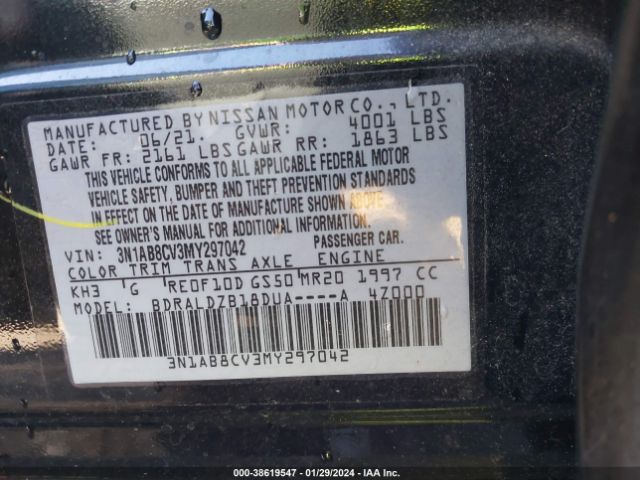 MANUFACTURED BY NISSAN MOTOR CO., LTD.
DATE: 06/21 GVWR: 4001 LBS
GAWR FR: 2161 LBS GAWR RR: 1863 LBS
THIS VEHICLE CONFORMS TO ALL APPLICABLE FEDERAL MOTOR
VEHICLE SAFETY, BUMPER AND THEFT PREVENTION STANDARDS
IN EFFECT ON THE DATE OF MANUFACTURE SHOWN ABOVE.
SEE OWNER'S MANUAL FOR ADDITIONAL INFORMATION.
VIN: 3N1AB8CV3MY297042 PASSENGER CAR.
COLOR TRIM TRANS AXLE ENGINE
KH3 G RE0F10D GS50 MR20 1997 CC
MODEL: BDRALDZB18DUA----A 4Z000
3N1AB8CV3MY297042
000-38619547 - 01/29/2024 - IAA Inc.